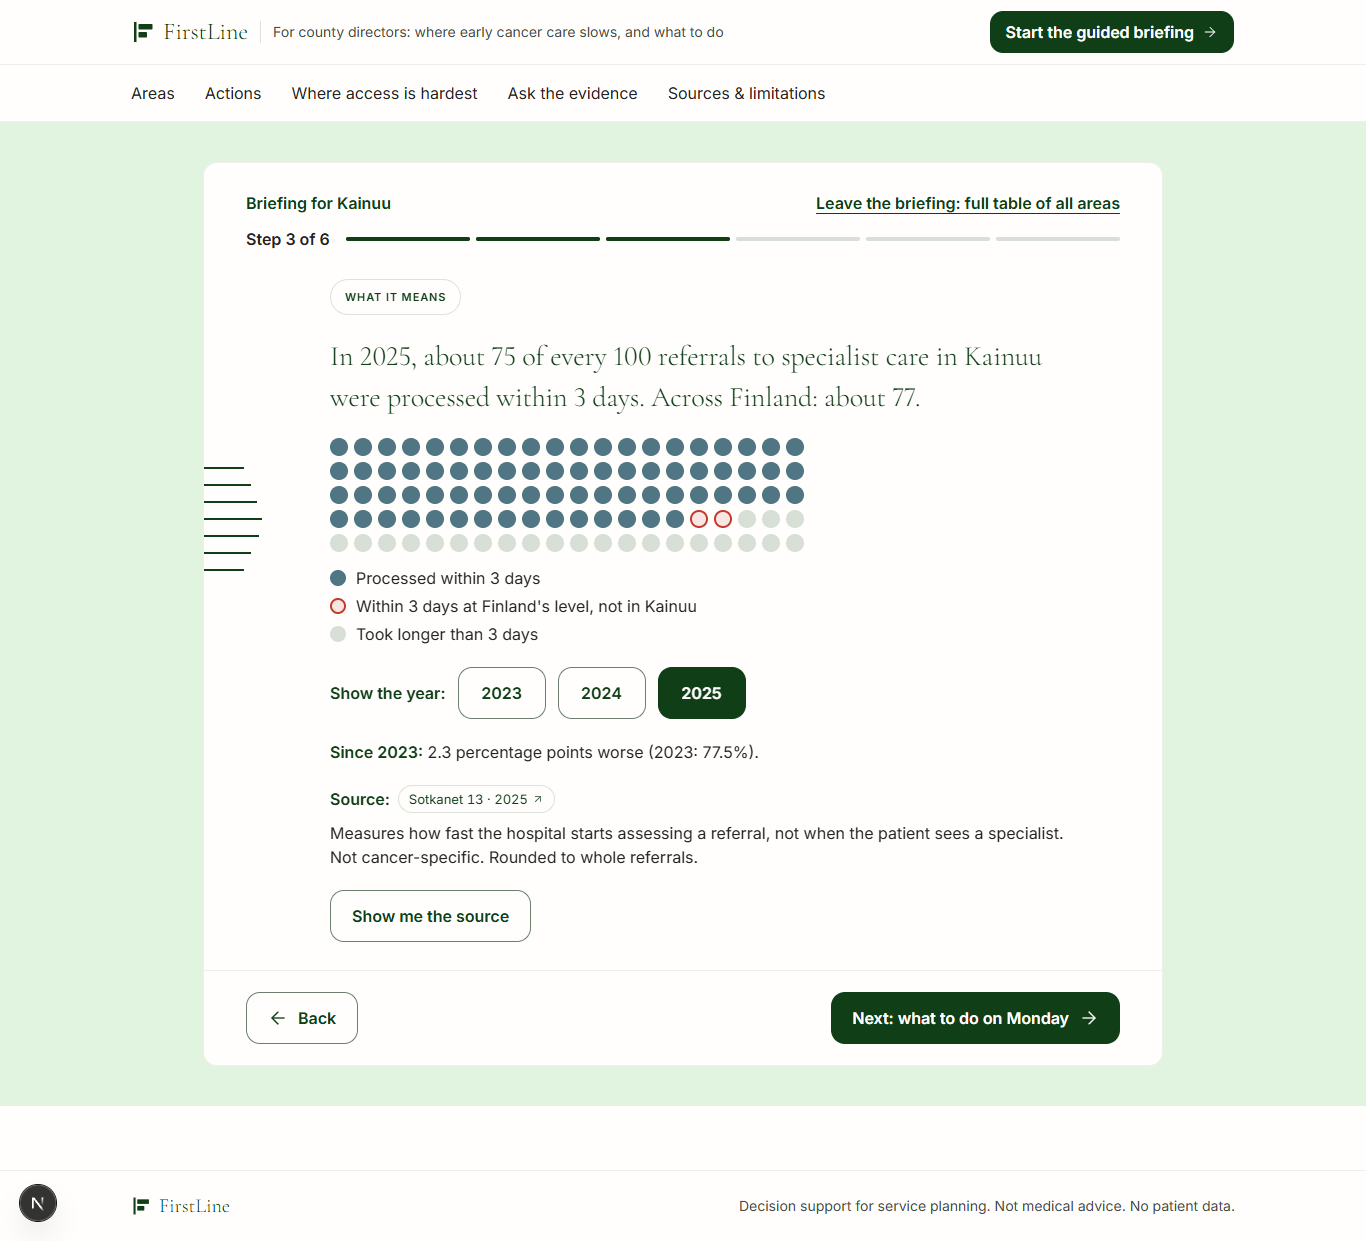 FirstLine
For county directors: where early cancer care slows, and what to do
Start the guided briefing →
Areas
Actions
Where access is hardest
Ask the evidence
Sources & limitations
Briefing for Kainuu
Leave the briefing: full table of all areas
Step 3 of 6
WHAT IT MEANS
In 2025, about 75 of every 100 referrals to specialist care in Kainuu
were processed within 3 days. Across Finland: about 77.
Processed within 3 days
Within 3 days at Finland's level, not in Kainuu
Took longer than 3 days
Show the year:
2023
2024
2025
Since 2023: 2.3 percentage points worse (2023: 77.5%).
Source: Sotkanet 13 · 2025 ↗
Measures how fast the hospital starts assessing a referral, not when the patient sees a specialist.
Not cancer-specific. Rounded to whole referrals.
Show me the source
← Back
Next: what to do on Monday →
N
FirstLine
Decision support for service planning. Not medical advice. No patient data.